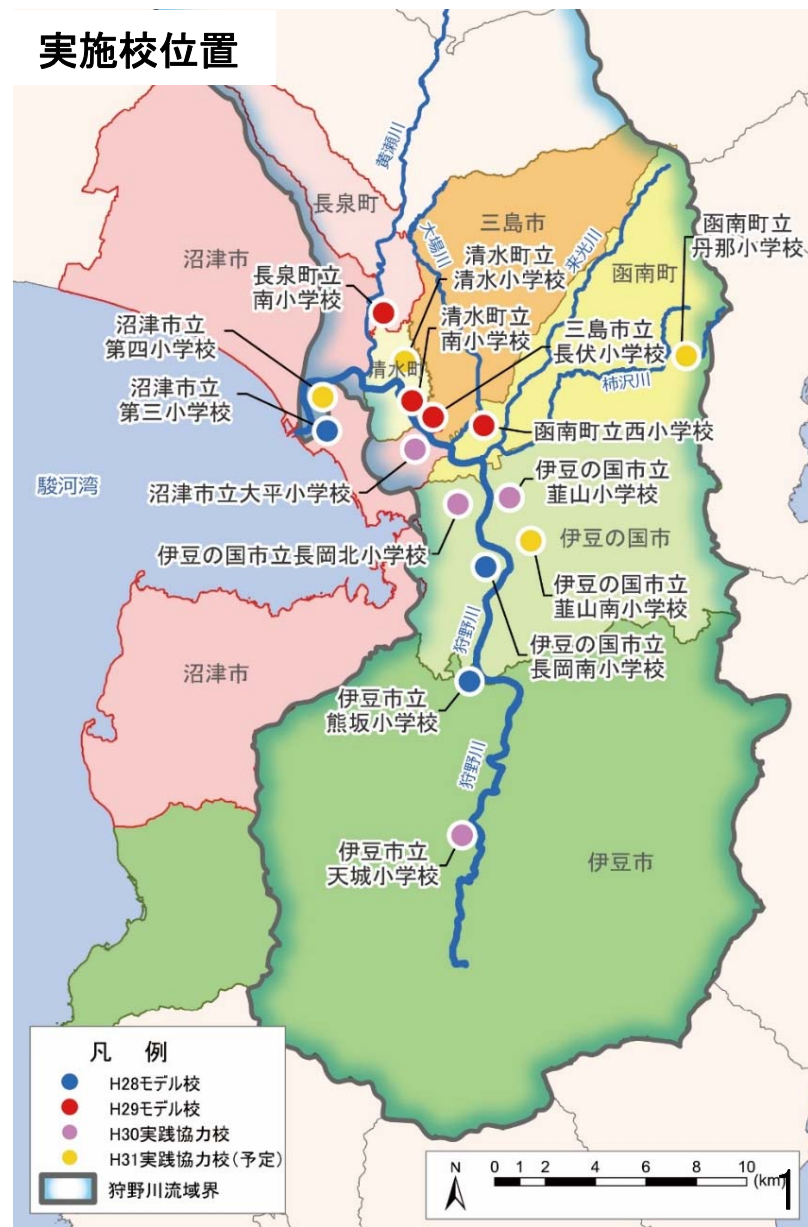 実施校位置
黄瀬川
長泉町
三島市
大場川
来光川
函南町立
丹那小学校
沼津市
清水町立
清水小学校
函南町
長泉町立
南小学校
清水町立
南小学校
沼津市立
第四小学校
三島市立
長伏小学校
清水町
柿沢川
沼津市立
第三小学校
函南町立西小学校
駿河湾
沼津市立大平小学校
伊豆の国市立
韮山小学校
伊豆の国市立長岡北小学校
伊豆の国市
伊豆の国市立
韮山南小学校
狩野川
伊豆の国市立
長岡南小学校
沼津市
伊豆市立
熊坂小学校
狩野川
伊豆市立
天城小学校
伊豆市
凡 例
H28モデル校
H29モデル校
H30実践協力校
H31実践協力校(予定)
狩野川流域界
N
0 1 2 4 6 8 10
(km)
1